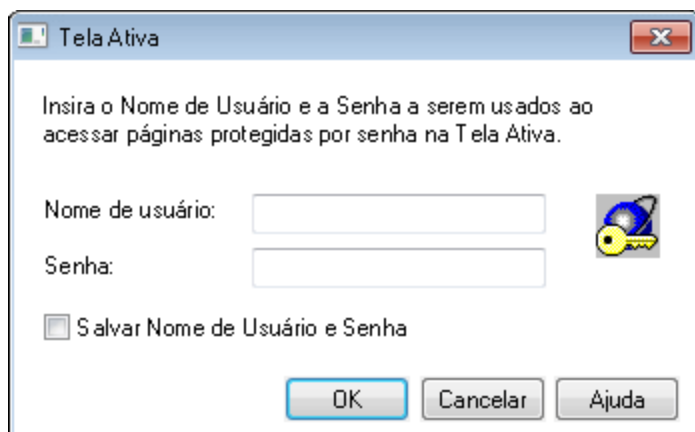 Tela Ativa
Insira o Nome de Usuário e a Senha a serem usados ao
acessar páginas protegidas por senha na Tela Ativa.
Nome de usuário:
Senha:
Salvar Nome de Usuário e Senha
OK Cancelar Ajuda